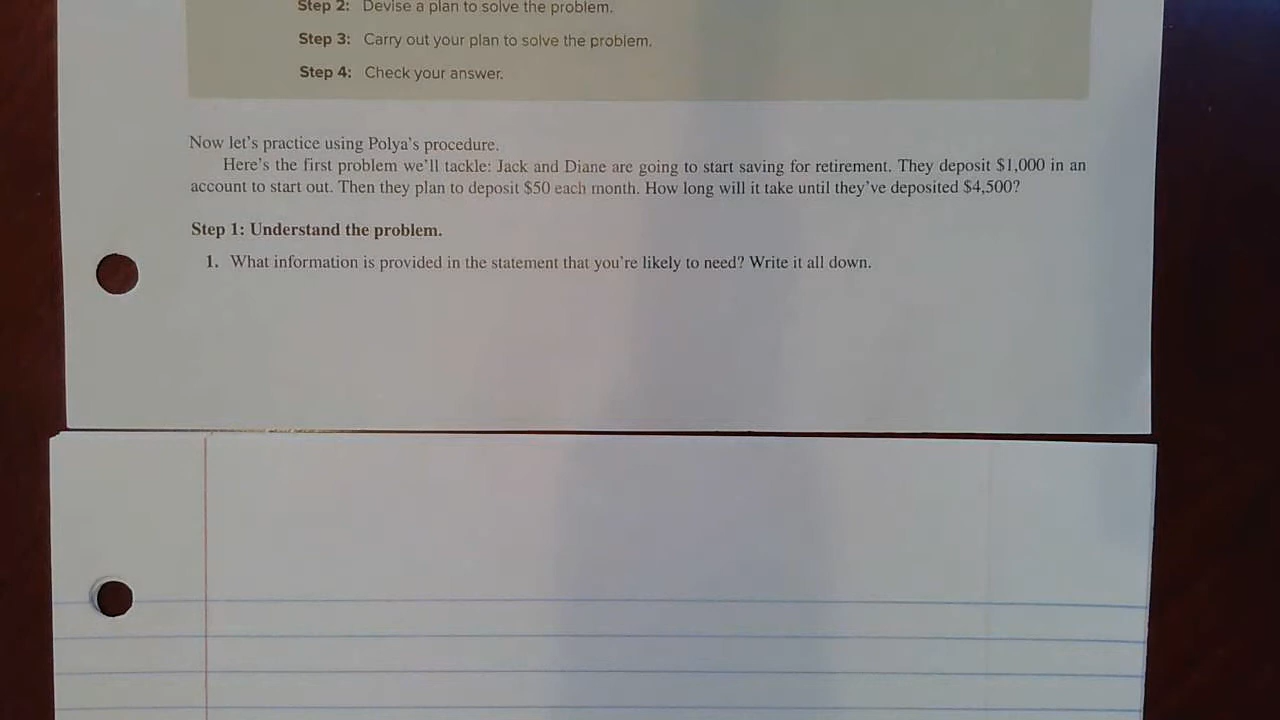 Step 2: Devise a plan to solve the problem.
Step 3: Carry out your plan to solve the problem.
Step 4: Check your answer.
Now let's practice using Polya's procedure.
Here's the first problem we'll tackle: Jack and Diane are going to start saving for retirement. They deposit $1,000 in an
account to start out. Then they plan to deposit $50 each month. How long will it take until they've deposited $4,500?
Step 1: Understand the problem.
1. What information is provided in the statement that you're likely to need? Write it all down.